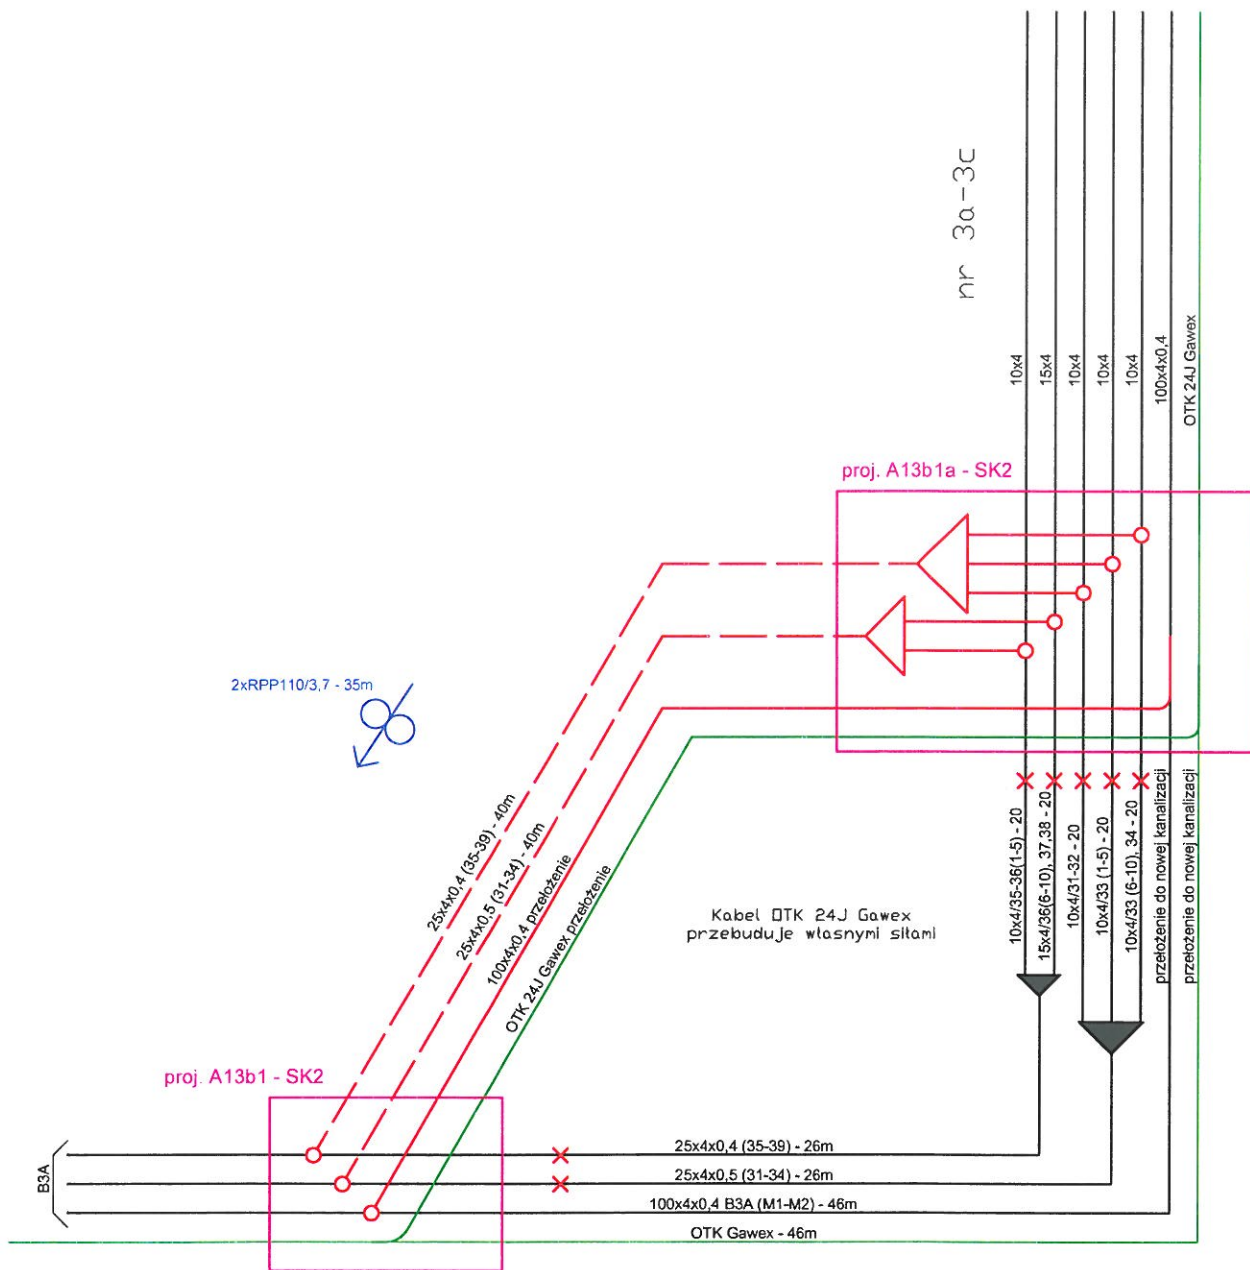 nr 3a-3c
10x4
15x4
10x4
10x4
10x4
100x4x0,4
OTK 24J Gawex
proj. A13b1a - SK2
2xRPP110/3,7 - 35m
25x4x0,4 (35-39) - 40m
25x4x0,5 (31-34) - 40m
100x4x0,4 przełożenie
OTK 24J Gawex przełożenie
Kabel OTK 24J Gawex
przebuduje własnymi siłami
10x4/35-36(1-5) - 20
15x4/36(6-10), 37,38 - 20
10x4/31-32 - 20
10x4/33 (1-5) - 20
10x4/33 (6-10), 34 - 20
przełożenie do nowej kanalizacji
przełożenie do nowej kanalizacji
proj. A13b1 - SK2
B3A
25x4x0,4 (35-39) - 26m
25x4x0,5 (31-34) - 26m
100x4x0,4 B3A (M1-M2) - 46m
OTK Gawex - 46m